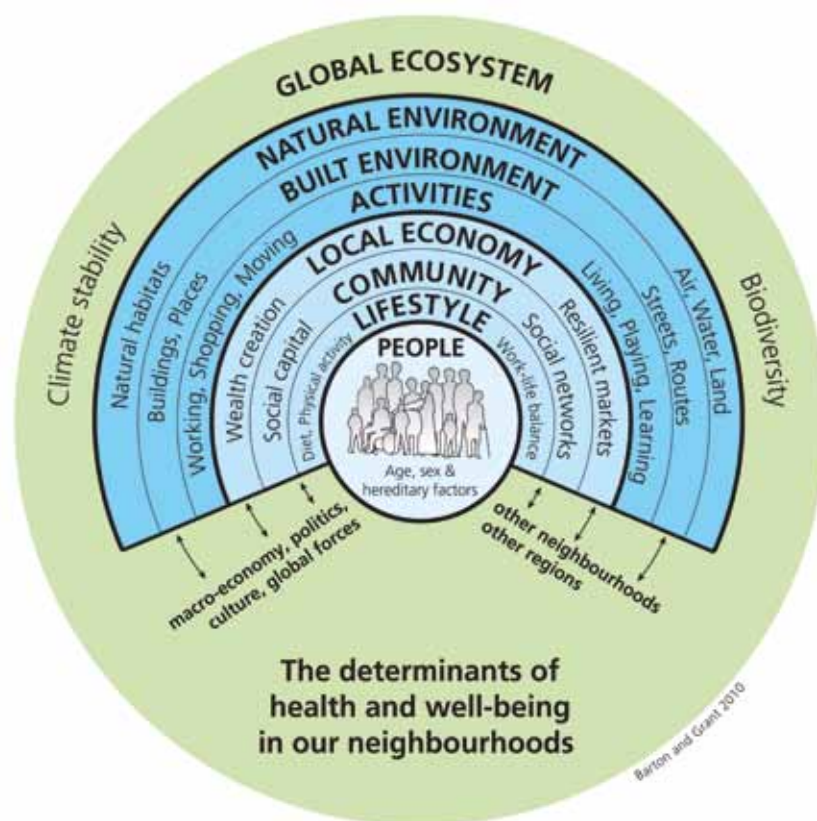 GLOBAL ECOSYSTEM
NATURAL ENVIRONMENT
BUILT ENVIRONMENT
ACTIVITIES
LOCAL ECONOMY
COMMUNITY
LIFESTYLE
PEOPLE
Age, sex &
hereditary factors
Climate stability
Natural habitats
Buildings, Places
Working, Shopping, Moving
Wealth creation
Social capital
Diet, Physical activity
Work-life balance
Social networks
Resilient markets
Living, Playing, Learning
Streets, Routes
Air, Water, Land
Biodiversity
macro-economy, politics,
culture, global forces
other neighbourhoods
other regions
The determinants of
health and well-being
in our neighbourhoods
Barton and Grant 2010